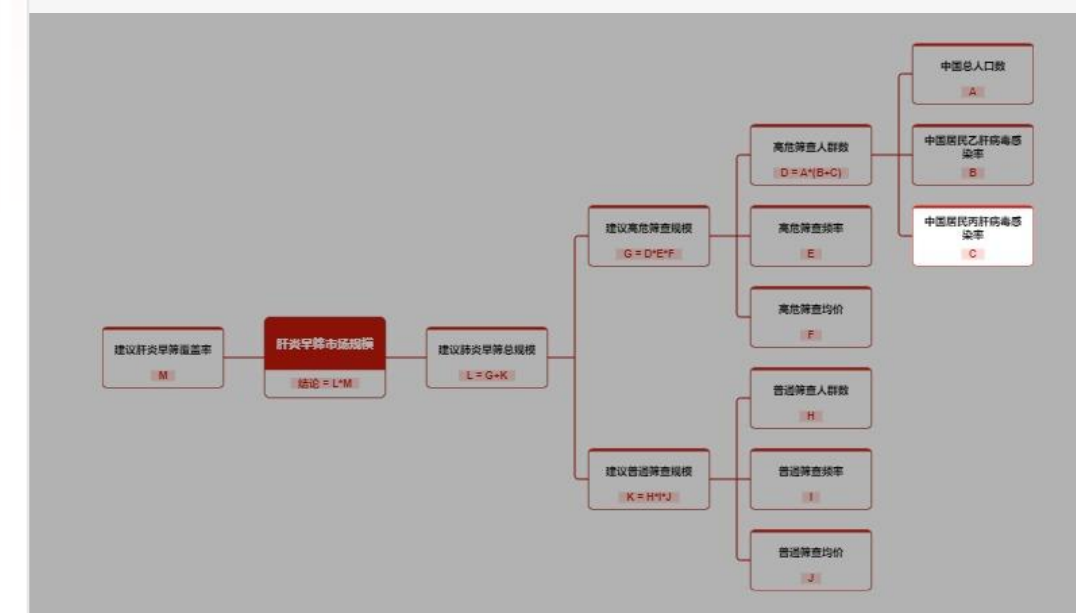 中国总人口数
A
高危筛查人群数
D = A*(B+C)
中国居民乙肝病毒感
染率
B
建议高危筛查规模
G = D*E*F
高危筛查频率
E
中国居民丙肝病毒感
染率
C
高危筛查均价
F
建议肝炎早筛覆盖率
M
肝炎早筛市场规模
结论 = L*M
建议肺炎早筛总规模
L = G+K
普通筛查人群数
H
建议普通筛查规模
K = H*I*J
普通筛查频率
I
普通筛查均价
J